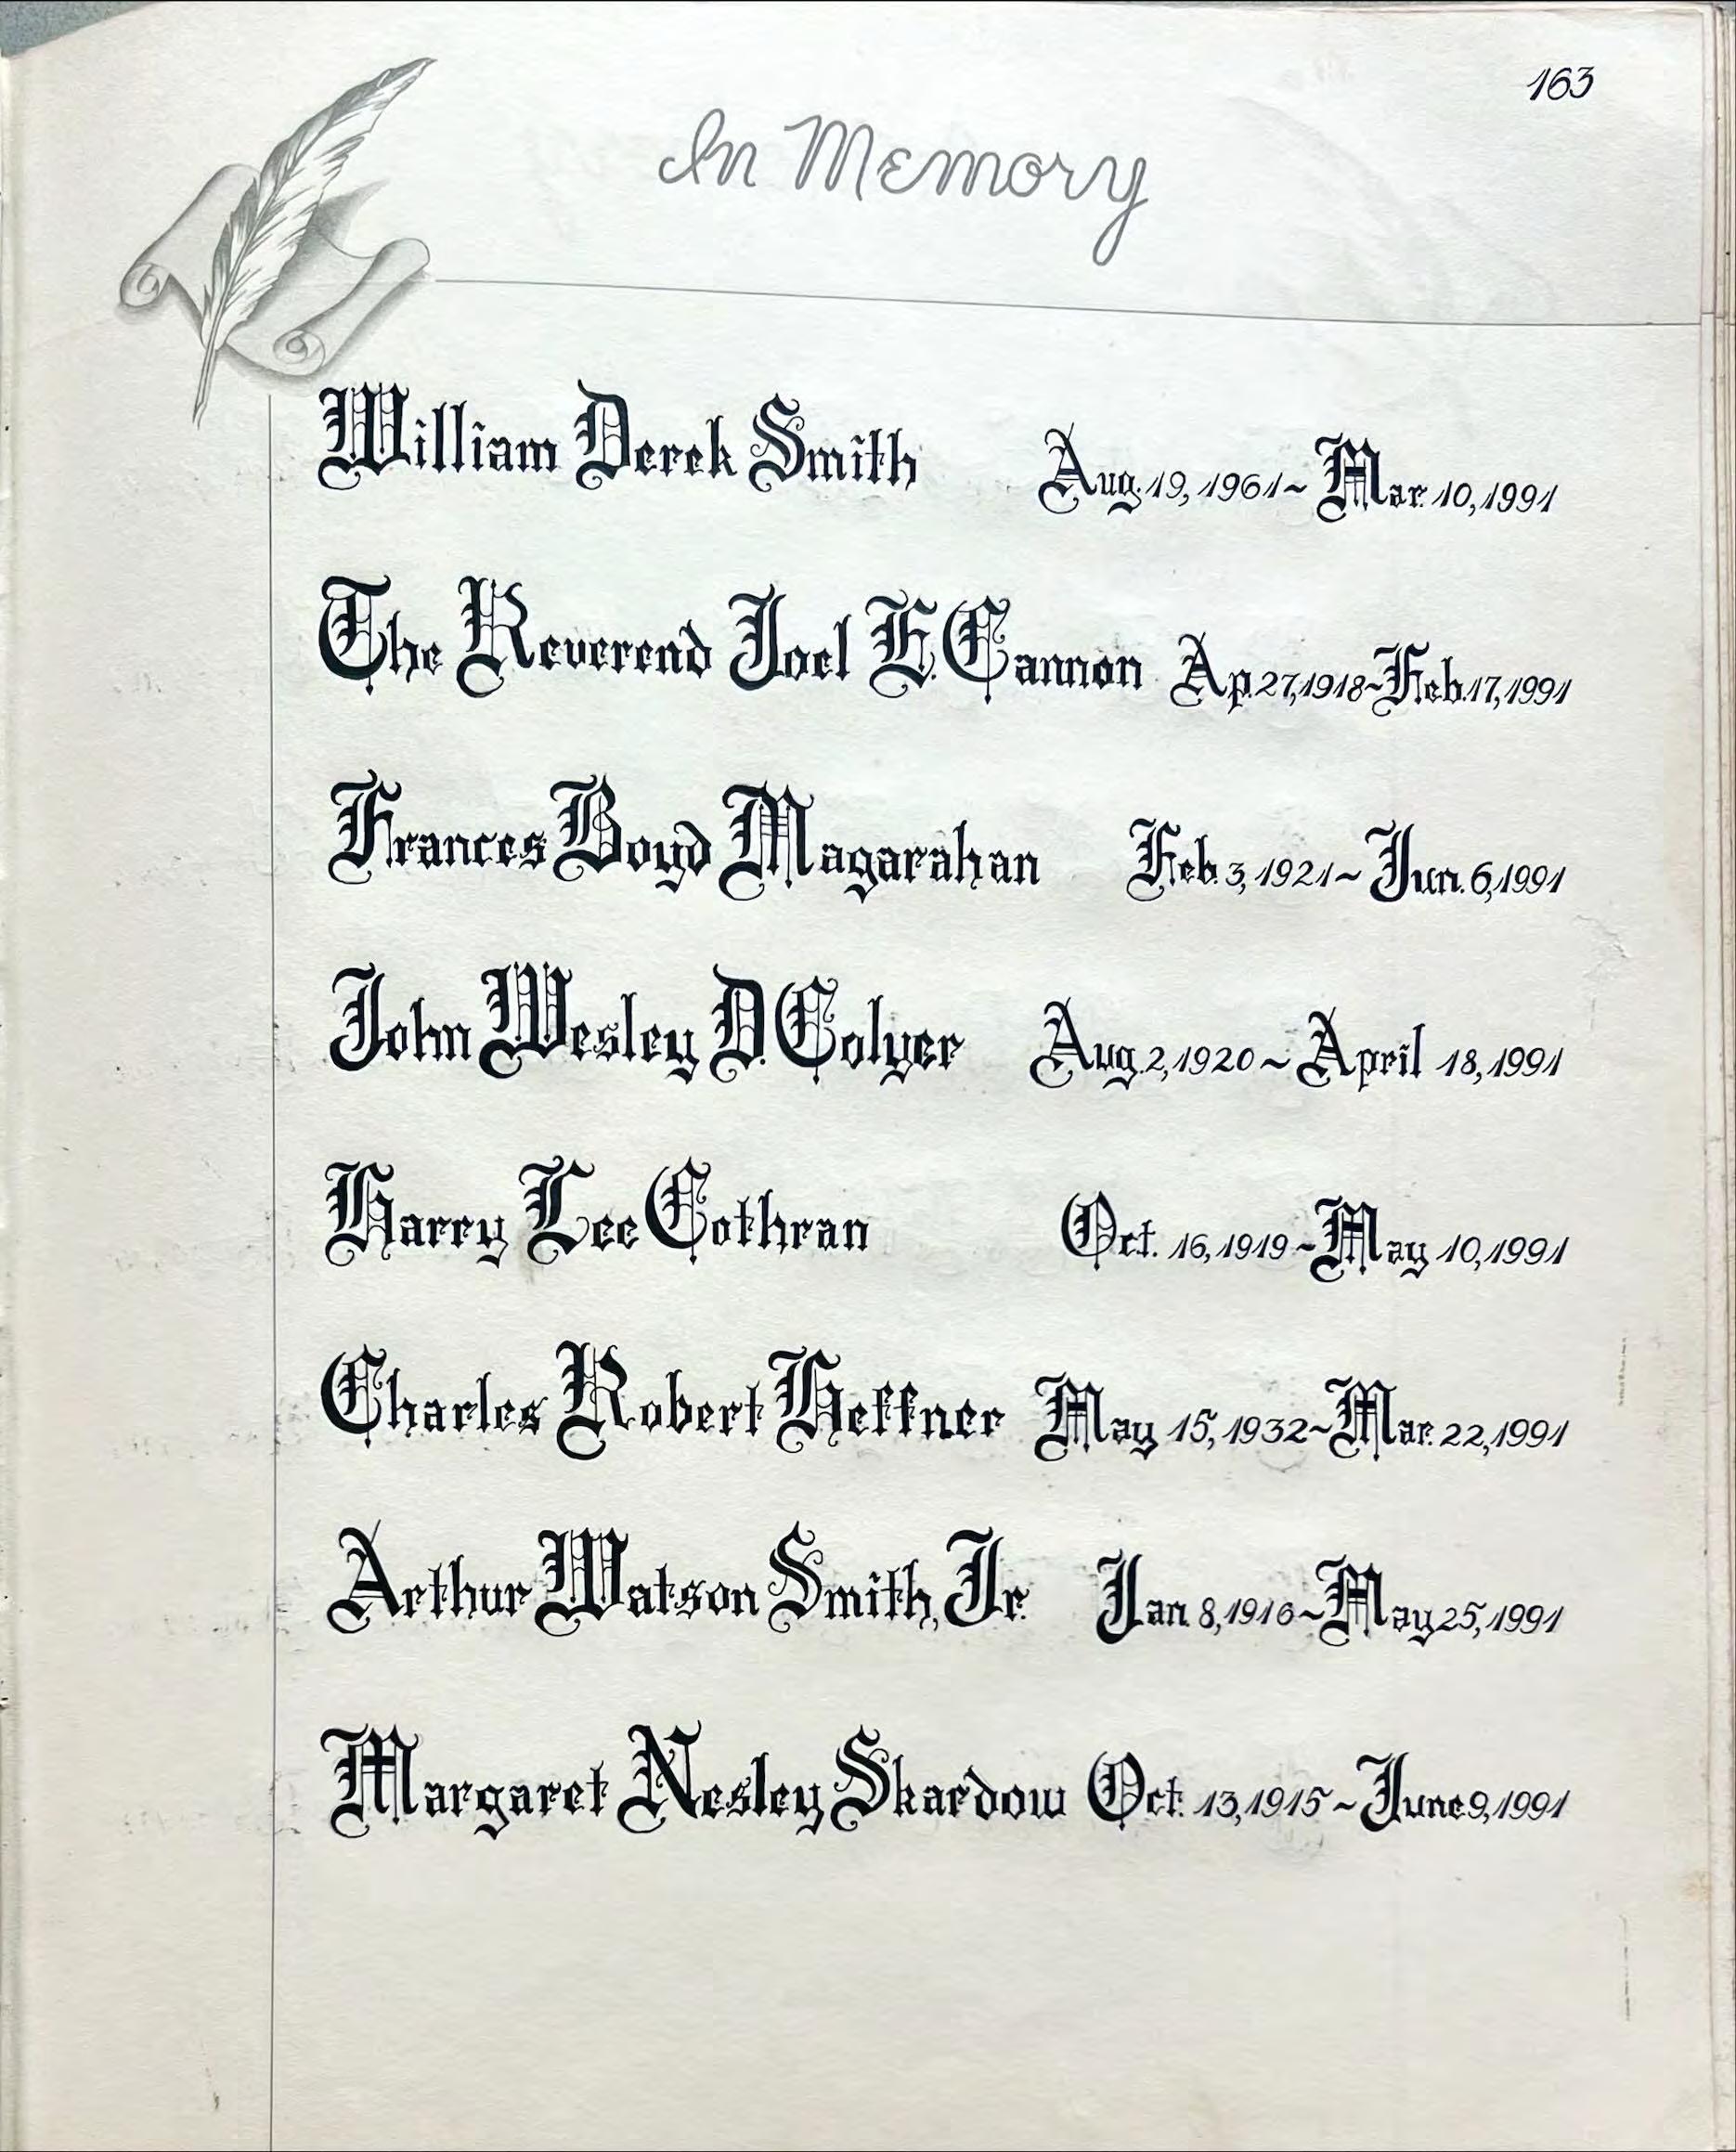 163
In Memory
William Derek Smith Aug. 19, 1961 ~ Mar. 10, 1991
The Reverend Joel E. Cannon Ap. 27, 1918 ~ Feb. 17, 1991
Frances Boyd Magarahan Feb. 3, 1921 ~ Jun. 6, 1991
John Wesley D. Colyer Aug. 2, 1920 ~ April 18, 1991
Harry Lee Cothran Oct. 16, 1919 ~ May 10, 1991
Charles Robert Heffner May 15, 1932 ~ Mar. 22, 1991
Arthur Watson Smith, Jr. Jan. 8, 1916 ~ May 25, 1991
Margaret Nesley Skardow Oct. 13, 1915 ~ June 9, 1991